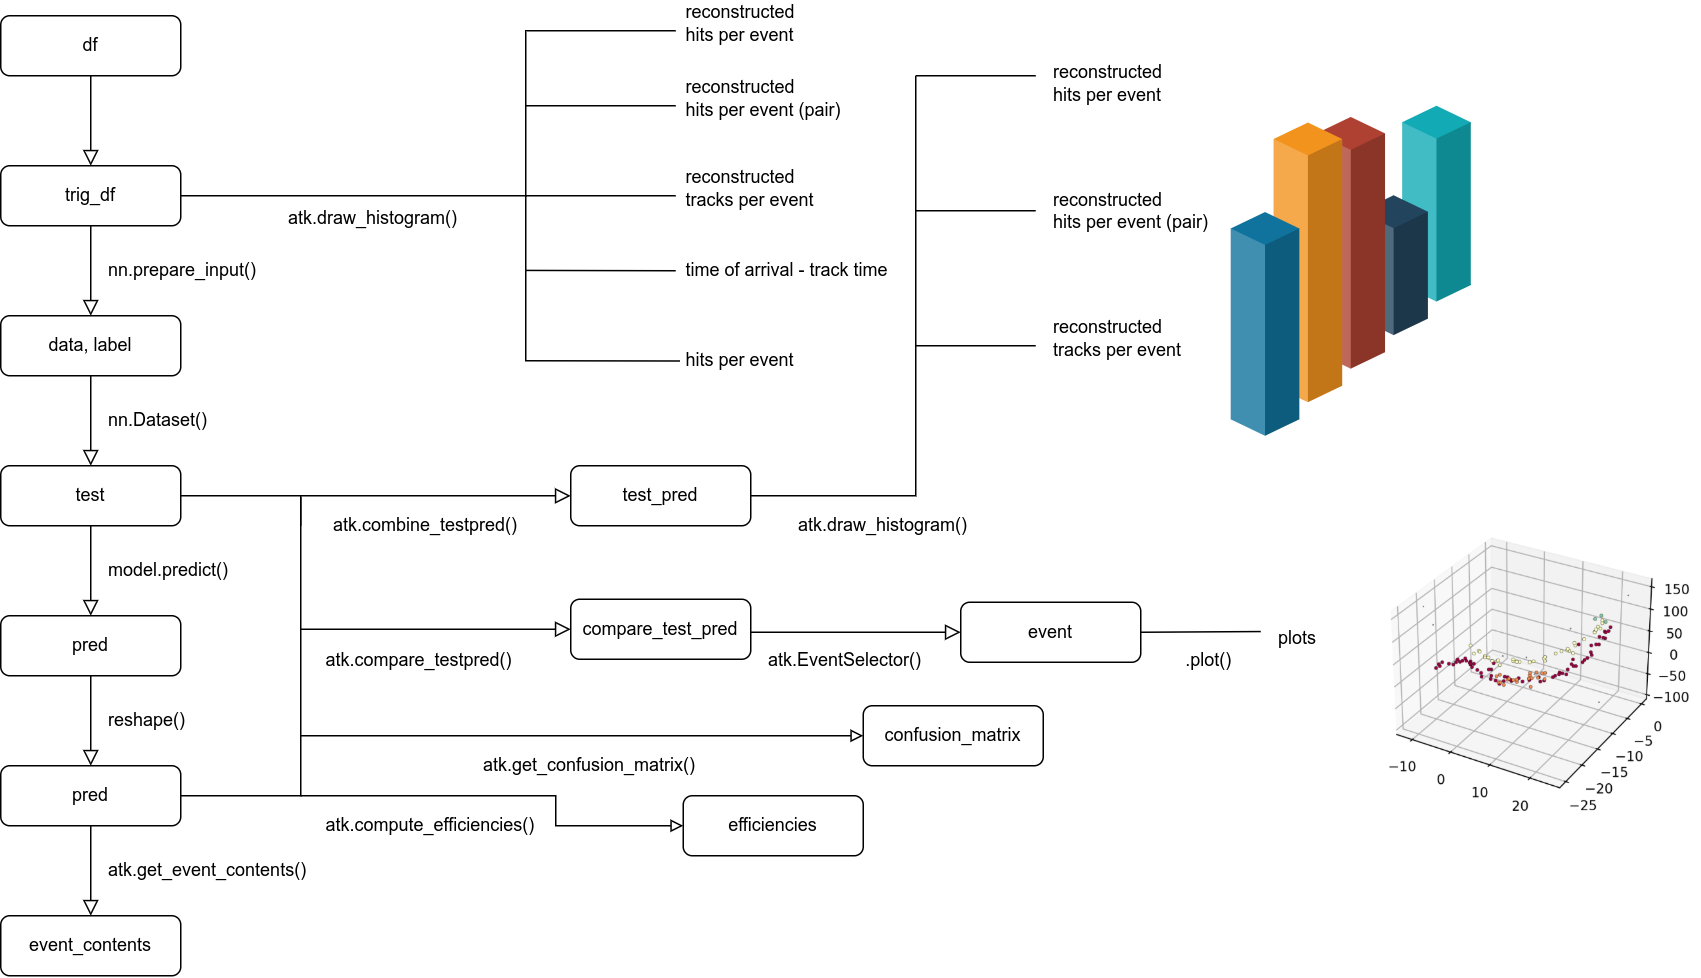 df
trig_df
atk.draw_histogram()
nn.prepare_input()
data, label
nn.Dataset()
test
model.predict()
pred
reshape()
pred
atk.get_event_contents()
event_contents
reconstructed
hits per event
reconstructed
hits per event (pair)
reconstructed
tracks per event
time of arrival - track time
hits per event
reconstructed
hits per event
reconstructed
hits per event (pair)
reconstructed
tracks per event
atk.combine_testpred()
test_pred
atk.draw_histogram()
atk.compare_testpred()
compare_test_pred
atk.EventSelector()
event
.plot()
plots
atk.get_confusion_matrix()
confusion_matrix
atk.compute_efficiencies()
efficiencies
150
100
50
0
−50
−100
0
−5
−10
−15
−20
−25
−10
0
10
20